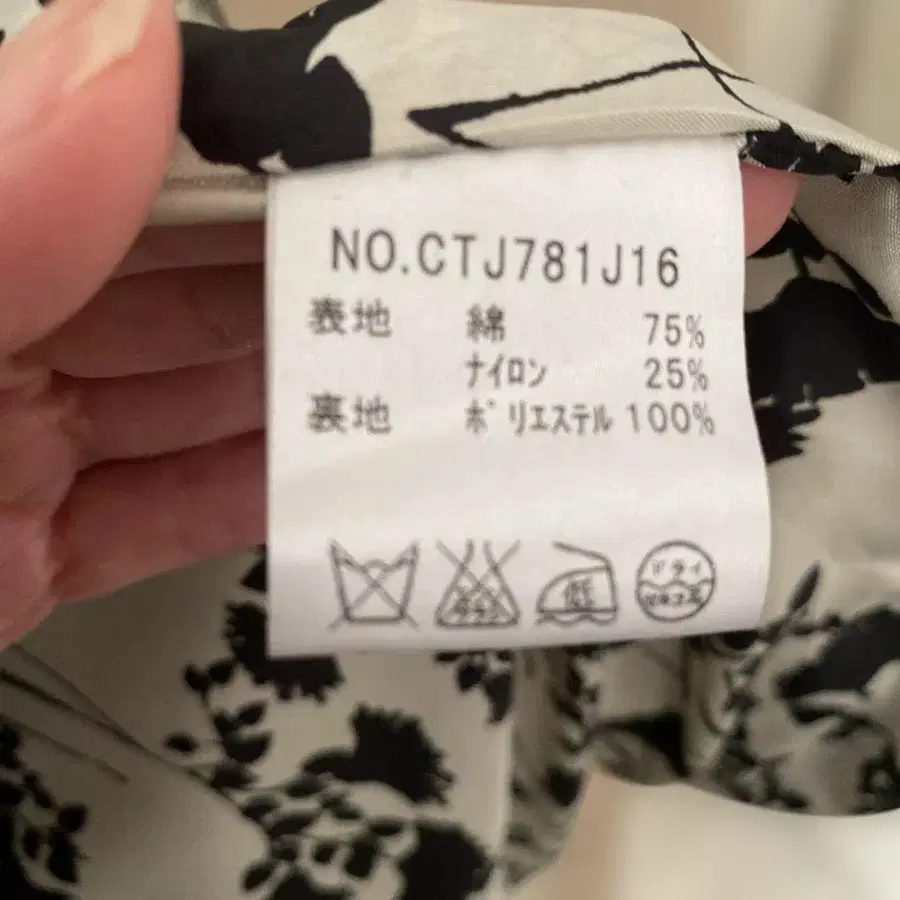 NO.CTJ781J16
表地 綿 75%
ナイロン 25%
裏地 ポリエステル 100%
低 ドライ